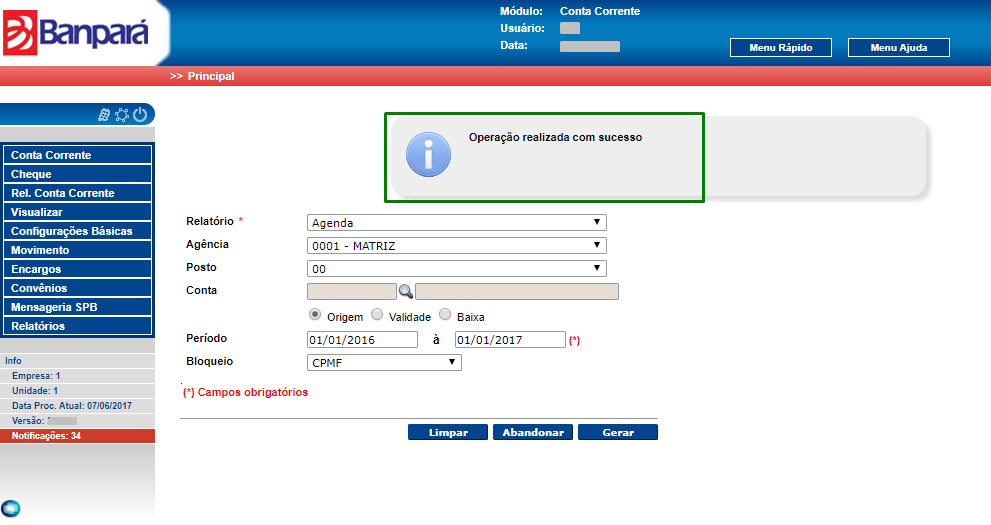 Banpará
Módulo: Conta Corrente
Usuário:
Data:
Menu Rápido Menu Ajuda
>> Principal
Operação realizada com sucesso
Conta Corrente
Cheque
Rel. Conta Corrente
Visualizar
Configurações Básicas
Movimento
Encargos
Convênios
Mensageria SPB
Relatórios
Info
Empresa: 1
Unidade: 1
Data Proc. Atual: 07/06/2017
Versão:
Notificações: 34
Relatório * Agenda
Agência 0001 - MATRIZ
Posto 00
Conta
Origem Validade Baixa
Período 01/01/2016 à 01/01/2017 (*)
Bloqueio CPMF
(*) Campos obrigatórios
Limpar Abandonar Gerar